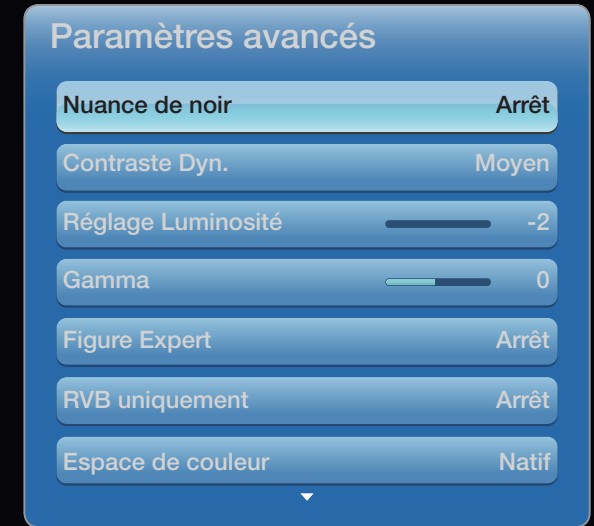 Paramètres avancés
Nuance de noir Arrêt
Contraste Dyn. Moyen
Réglage Luminosité -2
Gamma 0
Figure Expert Arrêt
RVB uniquement Arrêt
Espace de couleur Natif